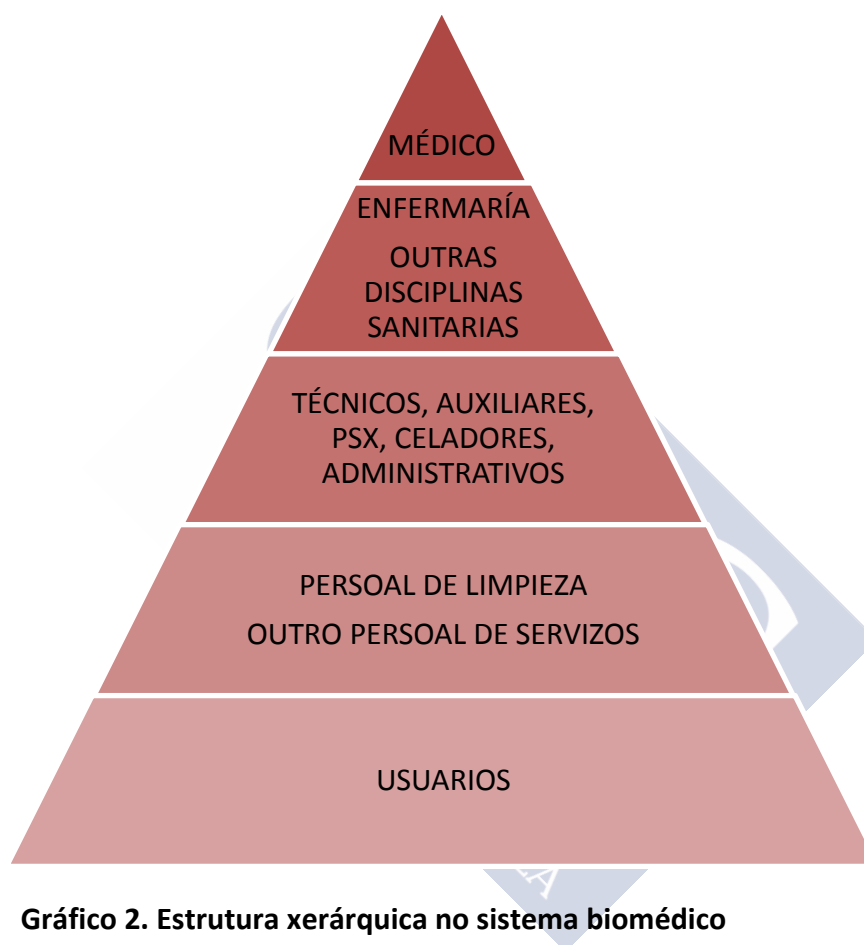 MÉDICO
ENFERMARÍA
OUTRAS
DISCIPLINAS
SANITARIAS
TÉCNICOS, AUXILIARES,
PSX, CELADORES,
ADMINISTRATIVOS
PERSOAL DE LIMPIEZA
OUTRO PERSOAL DE SERVIZOS
USUARIOS
Gráfico 2. Estrutura xerárquica no sistema biomédico